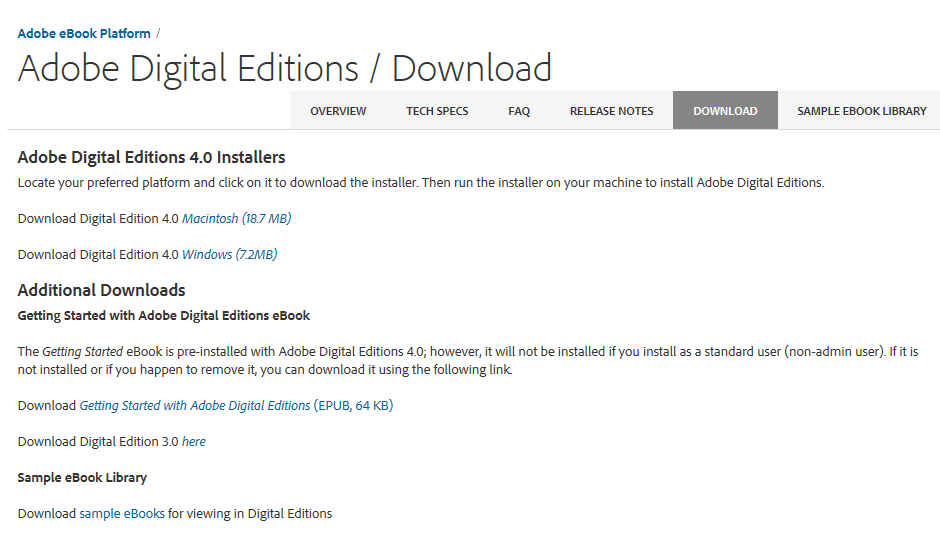 Adobe eBook Platform /
Adobe Digital Editions / Download
OVERVIEW TECH SPECS FAQ RELEASE NOTES DOWNLOAD SAMPLE EBOOK LIBRARY
Adobe Digital Editions 4.0 Installers
Locate your preferred platform and click on it to download the installer. Then run the installer on your machine to install Adobe Digital Editions.
Download Digital Edition 4.0 Macintosh (18.7 MB)
Download Digital Edition 4.0 Windows (7.2MB)
Additional Downloads
Getting Started with Adobe Digital Editions eBook
The Getting Started eBook is pre-installed with Adobe Digital Editions 4.0; however, it will not be installed if you install as a standard user (non-admin user). If it is
not installed or if you happen to remove it, you can download it using the following link.
Download Getting Started with Adobe Digital Editions (EPUB, 64 KB)
Download Digital Edition 3.0 here
Sample eBook Library
Download sample eBooks for viewing in Digital Editions